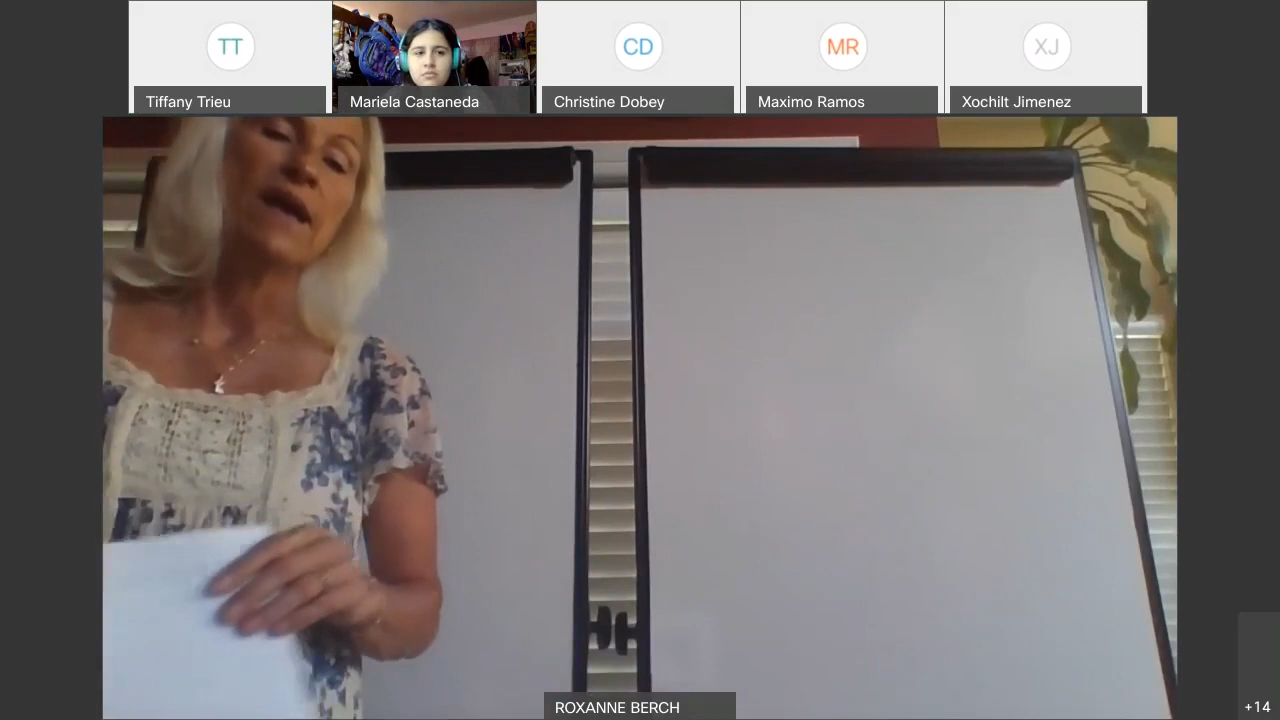 TT
CD
MR
XJ
Tiffany Trieu
Mariela Castaneda
Christine Dobey
Maximo Ramos
Xochilt Jimenez
ROXANNE BERCH
+14